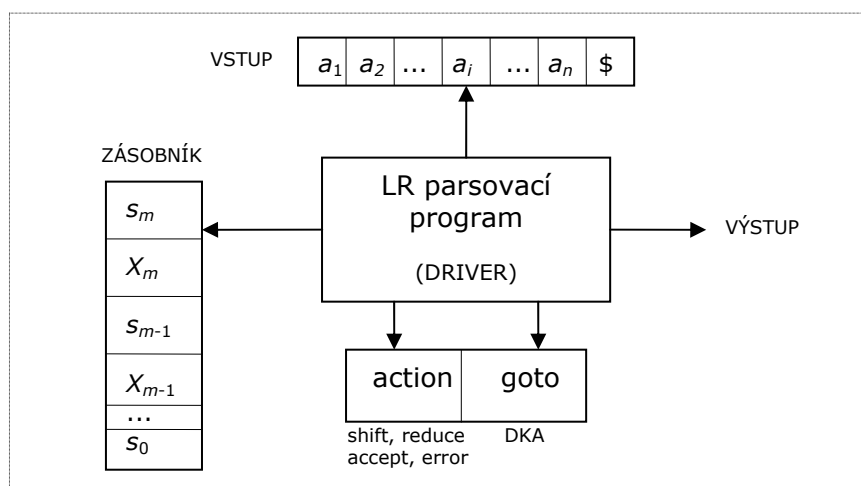 VSTUP
a1 a2 ... ai ... an $
ZÁSOBNÍK
LR parsovací
program
(DRIVER)
VÝSTUP
sm
Xm
sm-1
Xm-1
...
s0
action goto
shift, reduce DKA
accept, error